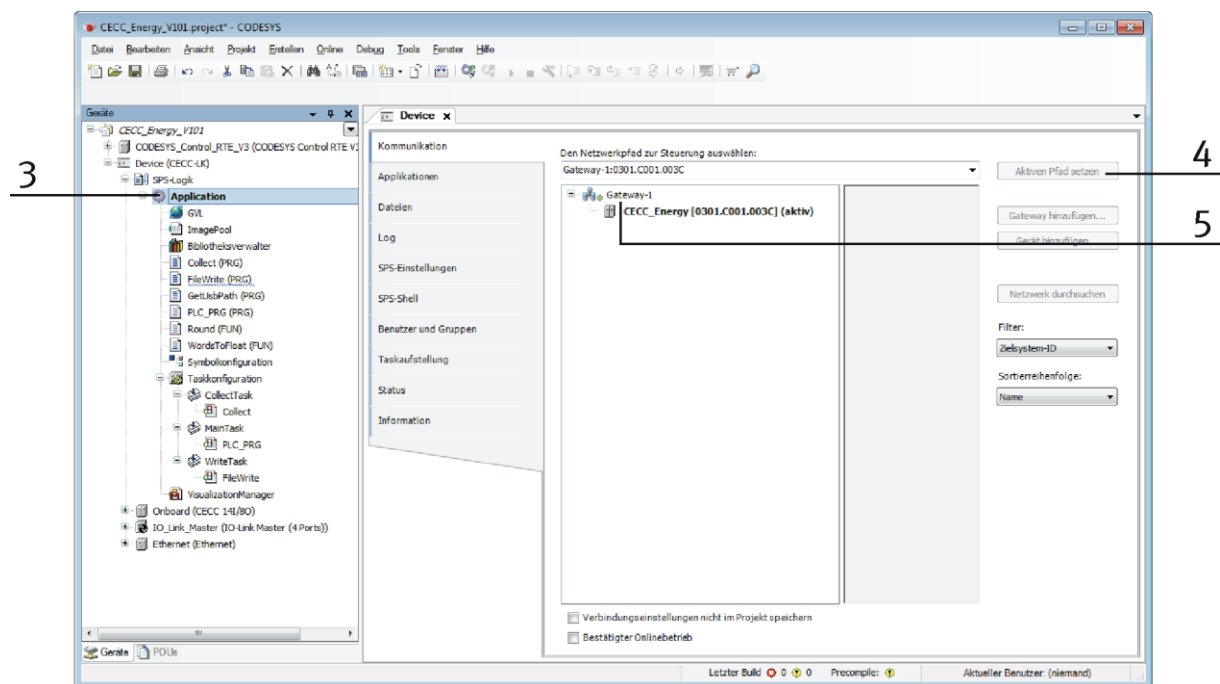 CECC_Energy_V101.project* - CODESYS
Datei Bearbeiten Ansicht Projekt Erstellen Online Debug Tools Fenster Hilfe
Geräte
CECC_Energy_V101
CODESYS_Control_RTE_V3 (CODESYS Control RTE V3
Device (CECC-LK)
SPS-Logik
3
Application
GVL
ImagePool
Bibliotheksverwalter
Collect (PRG)
FileWrite (PRG)
GetUsbPath (PRG)
PLC_PRG (PRG)
Round (FUN)
WordsToFloat (FUN)
Symbolkonfiguration
Taskkonfiguration
CollectTask
Collect
MainTask
PLC_PRG
WriteTask
FileWrite
VisualizationManager
Onboard (CECC 14I/8O)
IO_Link_Master (IO-Link Master (4 Ports))
Ethernet (Ethernet)
Geräte POUs
Device
Kommunikation
Applikationen
Dateien
Log
SPS-Einstellungen
SPS-Shell
Benutzer und Gruppen
Taskaufstellung
Status
Information
Den Netzwerkpfad zur Steuerung auswählen:
Gateway-1:0301.C001.003C
Gateway-1
CECC_Energy [0301.C001.003C] (aktiv)
4
Aktiven Pfad setzen
Gateway hinzufügen...
5
Gerät hinzufügen
Netzwerk durchsuchen
Filter:
Zielsystem-ID
Sortierreihenfolge:
Name
Verbindungseinstellungen nicht im Projekt speichern
Bestätigter Onlinebetrieb
Letzter Build 0 0 Precompile: Aktueller Benutzer: (niemand)